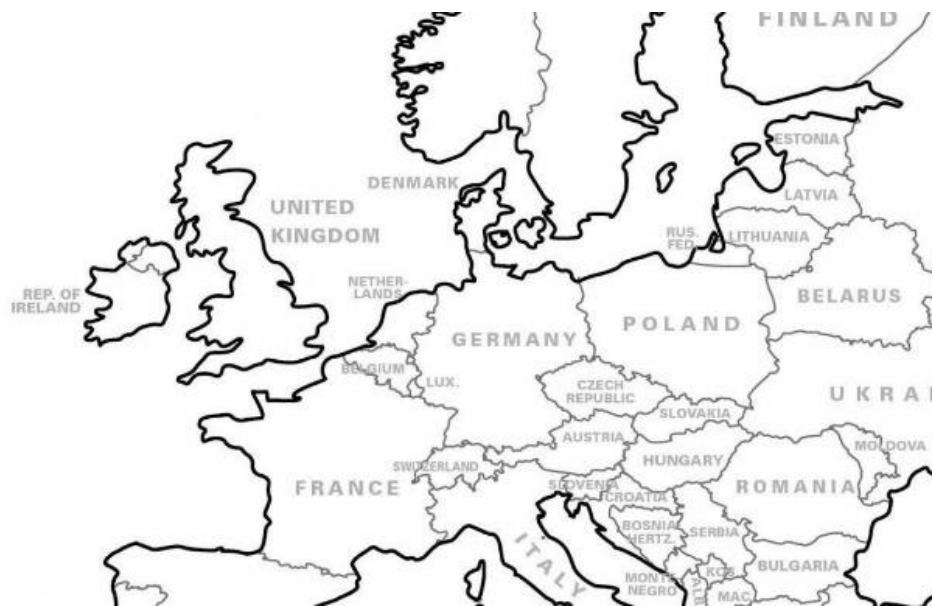 FINLAND
ESTONIA
DENMARK
LATVIA
UNITED
KINGDOM
RUS.
FED.
LITHUANIA
NETHER-
LANDS
REP. OF
IRELAND
BELARUS
GERMANY
POLAND
BELGIUM
LUX.
CZECH
REPUBLIC
UKRAI
SLOVAKIA
AUSTRIA
MOLDOVA
SWITZERLAND
HUNGARY
FRANCE
SLOVENIA
CROATIA
ROMANIA
BOSNIA
HERTZ.
SERBIA
ITALY
BULGARIA
KOS.
MONTE-
NEGRO
ALB.
MAC.